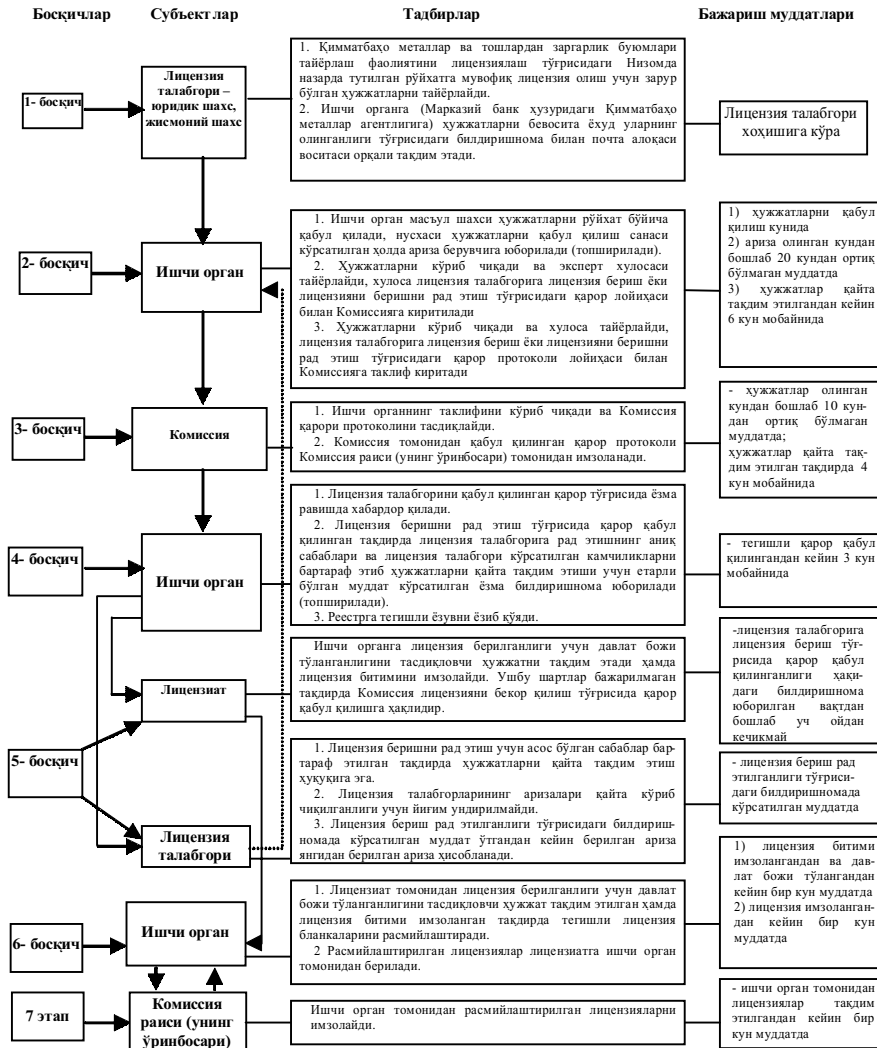 Босқичлар Субъектлар Тадбирлар Бажариш муддатлари
1- босқич
Лицензия
талабгори –
юридик шахс,
жисмоний шахс
1. Қимматбаҳо металлар ва тошлардан заргарлик буюмлари
тайёрлаш фаолиятини лицензиялаш тўғрисидаги Низомда
назарда тутилган рўйхатга мувофиқ лицензия олиш учун зарур
бўлган ҳужжатларни тайёрлайди.
2. Ишчи органга (Марказий банк ҳузуридаги Қимматбаҳо
металлар агентлигига) ҳужжатларни бевосита ёхуд уларнинг
олинганлиги тўғрисидаги билдиришнома билан почта алоқаси
воситаси орқали тақдим этади.
Лицензия талабгори
хоҳишига кўра
2- босқич
Ишчи орган
1. Ишчи орган масъул шахси ҳужжатларни рўйхат бўйича
қабул қилади, нусхаси ҳужжатларни қабул қилиш санаси
кўрсатилган ҳолда ариза берувчига юборилади (топширилади).
2. Ҳужжатларни кўриб чиқади ва эксперт хулосаси
тайёрлайди, хулоса лицензия талабгорига лицензия бериш ёки
лицензияни беришни рад этиш тўғрисидаги қарор лойиҳаси
билан Комиссияга киритилади
3. Ҳужжатларни кўриб чиқади ва хулоса тайёрлайди,
лицензия талабгорига лицензия бериш ёки лицензияни беришни
рад этиш тўғрисидаги қарор протоколи лойиҳаси билан
Комиссияга таклиф киритади
1) ҳужжатларни қабул
қилиш кунида
2) ариза олинган кундан
бошлаб 20 кундан ортиқ
бўлмаган муддатда
3) ҳужжатлар қайта
тақдим этилгандан кейин
6 кун мобайнида
3- босқич
Комиссия
1. Ишчи органнинг таклифини кўриб чиқади ва Комиссия
қарори протоколини тасдиқлайди.
2. Комиссия томонидан қабул қилинган қарор протоколи
Комиссия раиси (унинг ўринбосари) томонидан имзоланади.
- ҳужжатлар олинган
кундан бошлаб 10 кун-
дан ортиқ бўлмаган
муддатда;
ҳужжатлар қайта тақ-
дим этилган тақдирда 4
кун мобайнида
4- босқич
Ишчи орган
1. Лицензия талабгорини қабул қилинган қарор тўғрисида ёзма
равишда хабардор қилади.
2. Лицензия беришни рад этиш тўғрисида қарор қабул
қилинган тақдирда лицензия талабгорига рад этишнинг аниқ
сабаблари ва лицензия талабгори кўрсатилган камчиликларни
бартараф этиб ҳужжатларни қайта тақдим этиши учун етарли
бўлган муддат кўрсатилган ёзма билдиришнома юборилади
(топширилади).
3. Реестрга тегишли ёзувни ёзиб қўяди.
- тегишли қарор қабул
қилингандан кейин 3 кун
мобайнида
5- босқич
Лицензиат
Ишчи органга лицензия берилганлиги учун давлат божи
тўланганлигини тасдиқловчи ҳужжатни тақдим этади ҳамда
лицензия битимини имзолайди. Ушбу шартлар бажарилмаган
тақдирда Комиссия лицензияни бекор қилиш тўғрисида қарор
қабул қилишга ҳақлидир.
-лицензия талабгорига
лицензия бериш тўғ-
рисида қарор қабул
қилинганлиги ҳақи-
даги билдиришнома
юборилган вақтдан
бошлаб уч ойдан
кечикмай
Лицензия
талабгори
1. Лицензия беришни рад этиш учун асос бўлган сабаблар бар-
тараф этилган тақдирда ҳужжатларни қайта тақдим этиш
ҳуқуқига эга.
2. Лицензия талабгорларининг аризалари қайта кўриб
чиқилганлиги учун йиғим ундирилмайди.
3. Лицензия бериш рад этилганлиги тўғрисидаги билдириш-
номада кўрсатилган муддат ўтгандан кейин берилган ариза
янгидан берилган ариза ҳисобланади.
- лицензия бериш рад
этилганлиги тўғриси-
даги билдиришномада
кўрсатилган муддатда
6- босқич
Ишчи орган
1. Лицензиат томонидан лицензия берилганлиги учун давлат
божи тўланганлигини тасдиқловчи ҳужжат тақдим этилган ҳамда
лицензия битими имзоланган тақдирда тегишли лицензия
бланкаларини расмийлаштиради.
2 Расмийлаштирилган лицензиялар лицензиатга ишчи орган
томонидан берилади.
1) лицензия битими
имзолангандан ва дав-
лат божи тўлангандан
кейин бир кун муддатда
2) лицензия имзоланган-
дан кейин бир кун
муддатда
7 этап
Комиссия
раиси (унинг
ўринбосари)
Ишчи орган томонидан расмийлаштирилган лицензияларни
имзолайди.
- ишчи орган томонидан
лицензиялар тақдим
этилгандан кейин бир
кун муддатда